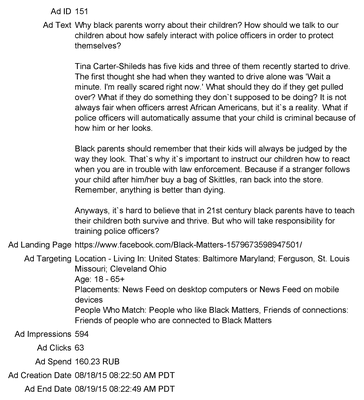 Ad ID 151
Ad Text Why black parents worry about their children? How should we talk to our
children about how safely interact with police officers in order to protect
themselves?
Tina Carter-Shileds has five kids and three of them recently started to drive.
The first thought she had when they wanted to drive alone was 'Wait a
minute. I'm really scared right now.' What should they do if they get pulled
over? What if they do something they don`t supposed to be doing? It is not
always fair when officers arrest African Americans, but it`s a reality. What if
police officers will automatically assume that your child is criminal because of
how him or her looks.
Black parents should remember that their kids will always be judged by the
way they look. That`s why it`s important to instruct our children how to react
when you are in trouble with law enforcement. Because if a stranger follows
your child after him/her buy a bag of Skittles, ran back into the store.
Remember, anything is better than dying.
Anyways, it`s hard to believe that in 21st century black parents have to teach
their children both survive and thrive. But who will take responsibility for
training police officers?
Ad Landing Page https://www.facebook.com/Black-Matters-1579673598947501/
Ad Targeting Location - Living In: United States: Baltimore Maryland; Ferguson, St. Louis
Missouri; Cleveland Ohio
Age: 18 - 65+
Placements: News Feed on desktop computers or News Feed on mobile
devices
People Who Match: People who like Black Matters, Friends of connections:
Friends of people who are connected to Black Matters
Ad Impressions 594
Ad Clicks 63
Ad Spend 160.23 RUB
Ad Creation Date 08/18/15 08:22:50 AM PDT
Ad End Date 08/19/15 08:22:49 AM PDT